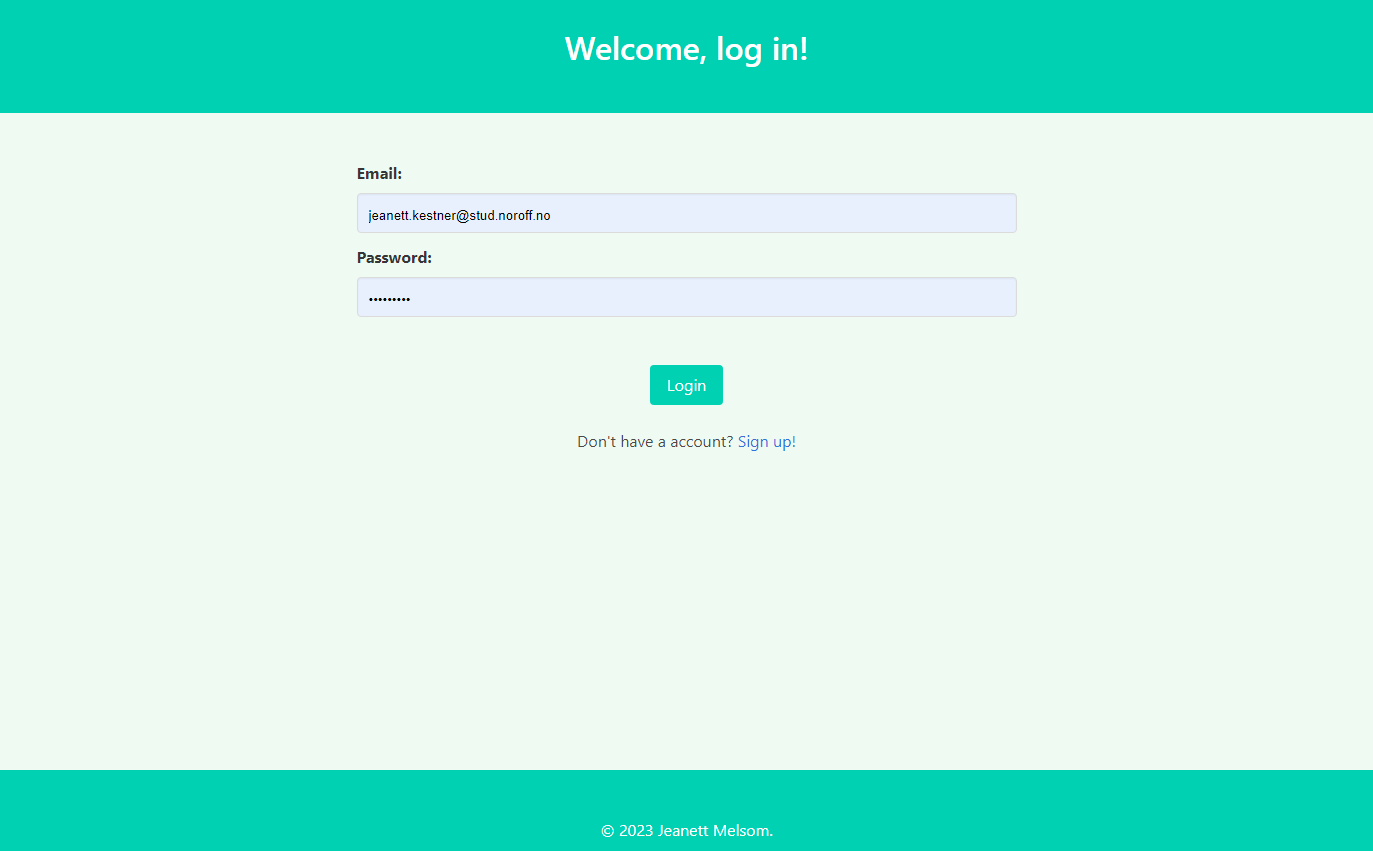 Welcome, log in!
Email:
jeanett.kestner@stud.noroff.no
Password:
•••••••••
Login
Don't have a account? Sign up!
© 2023 Jeanett Melsom.